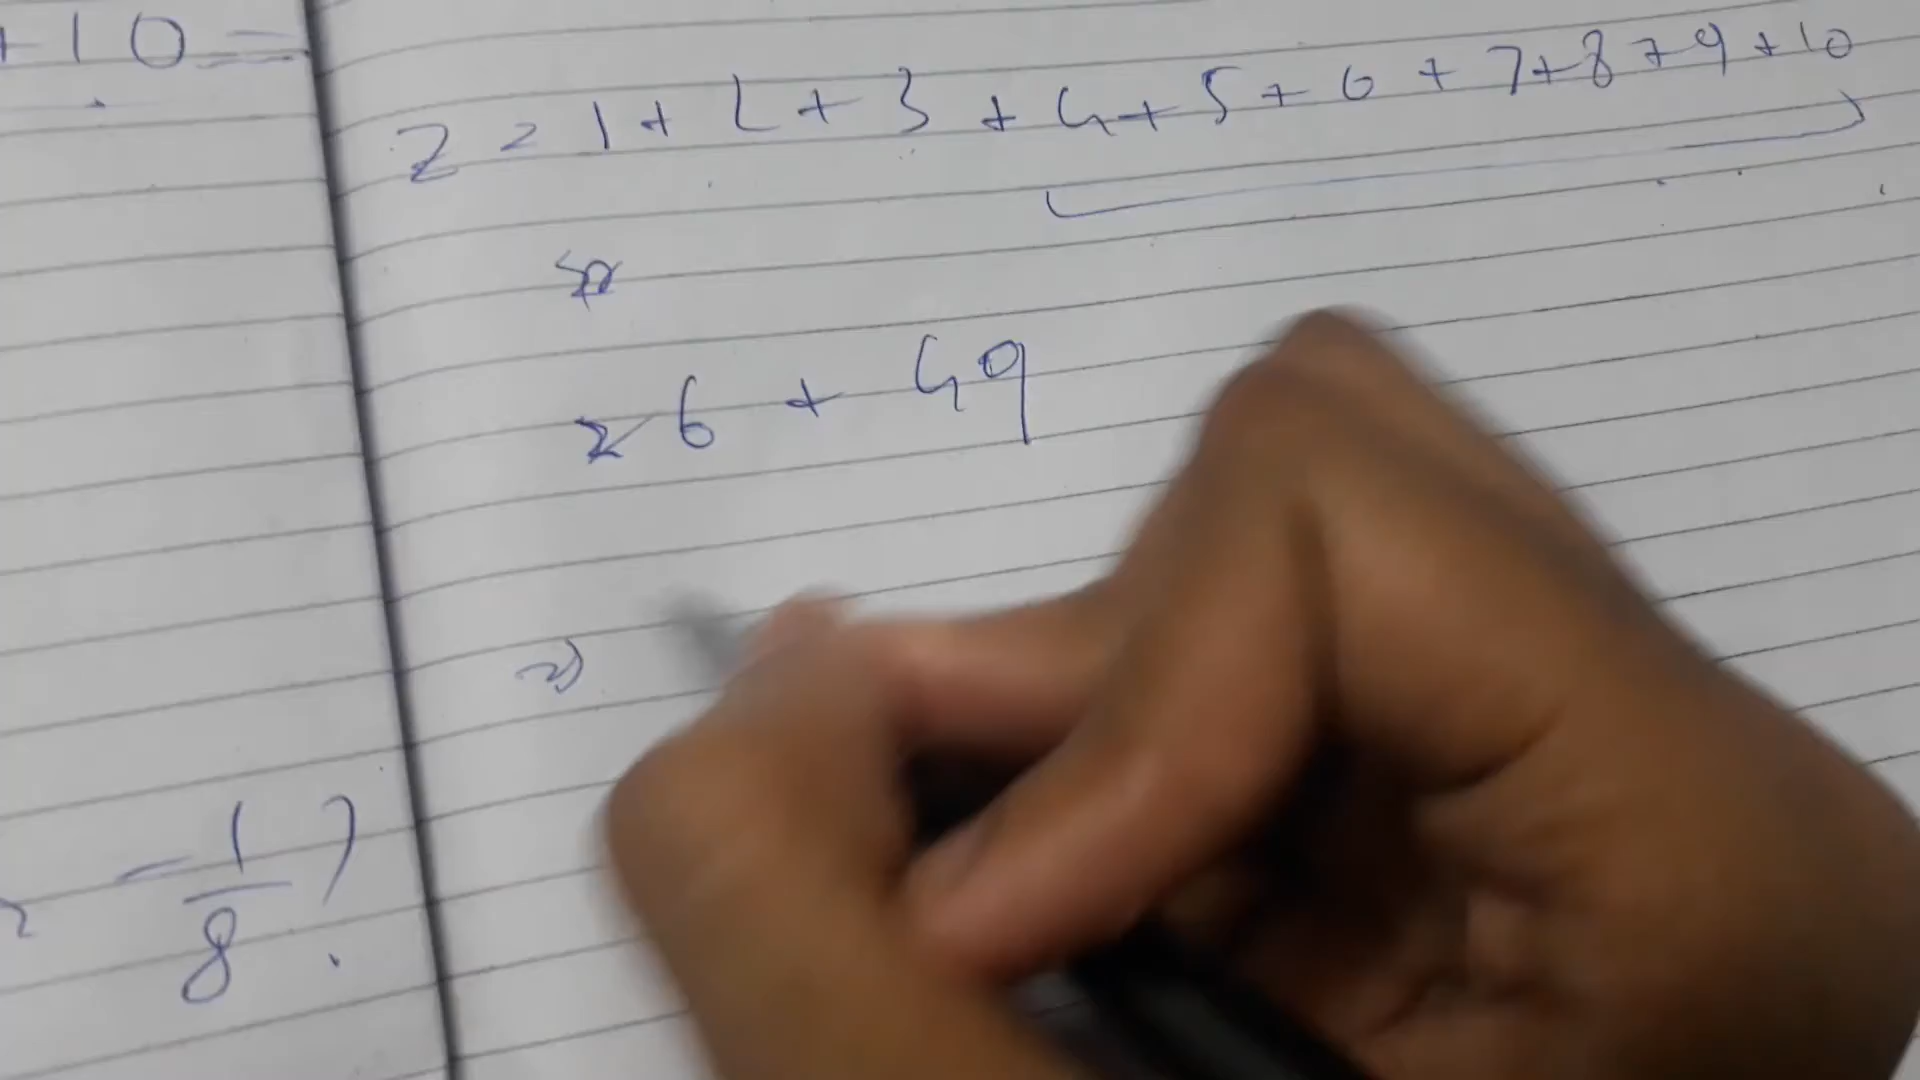 +10=
Z = 1 + 2 + 3 + 4 + 5 + 6 + 7 + 8 + 9 + 10
= 6 + 49
⇒
= -1/8 ?